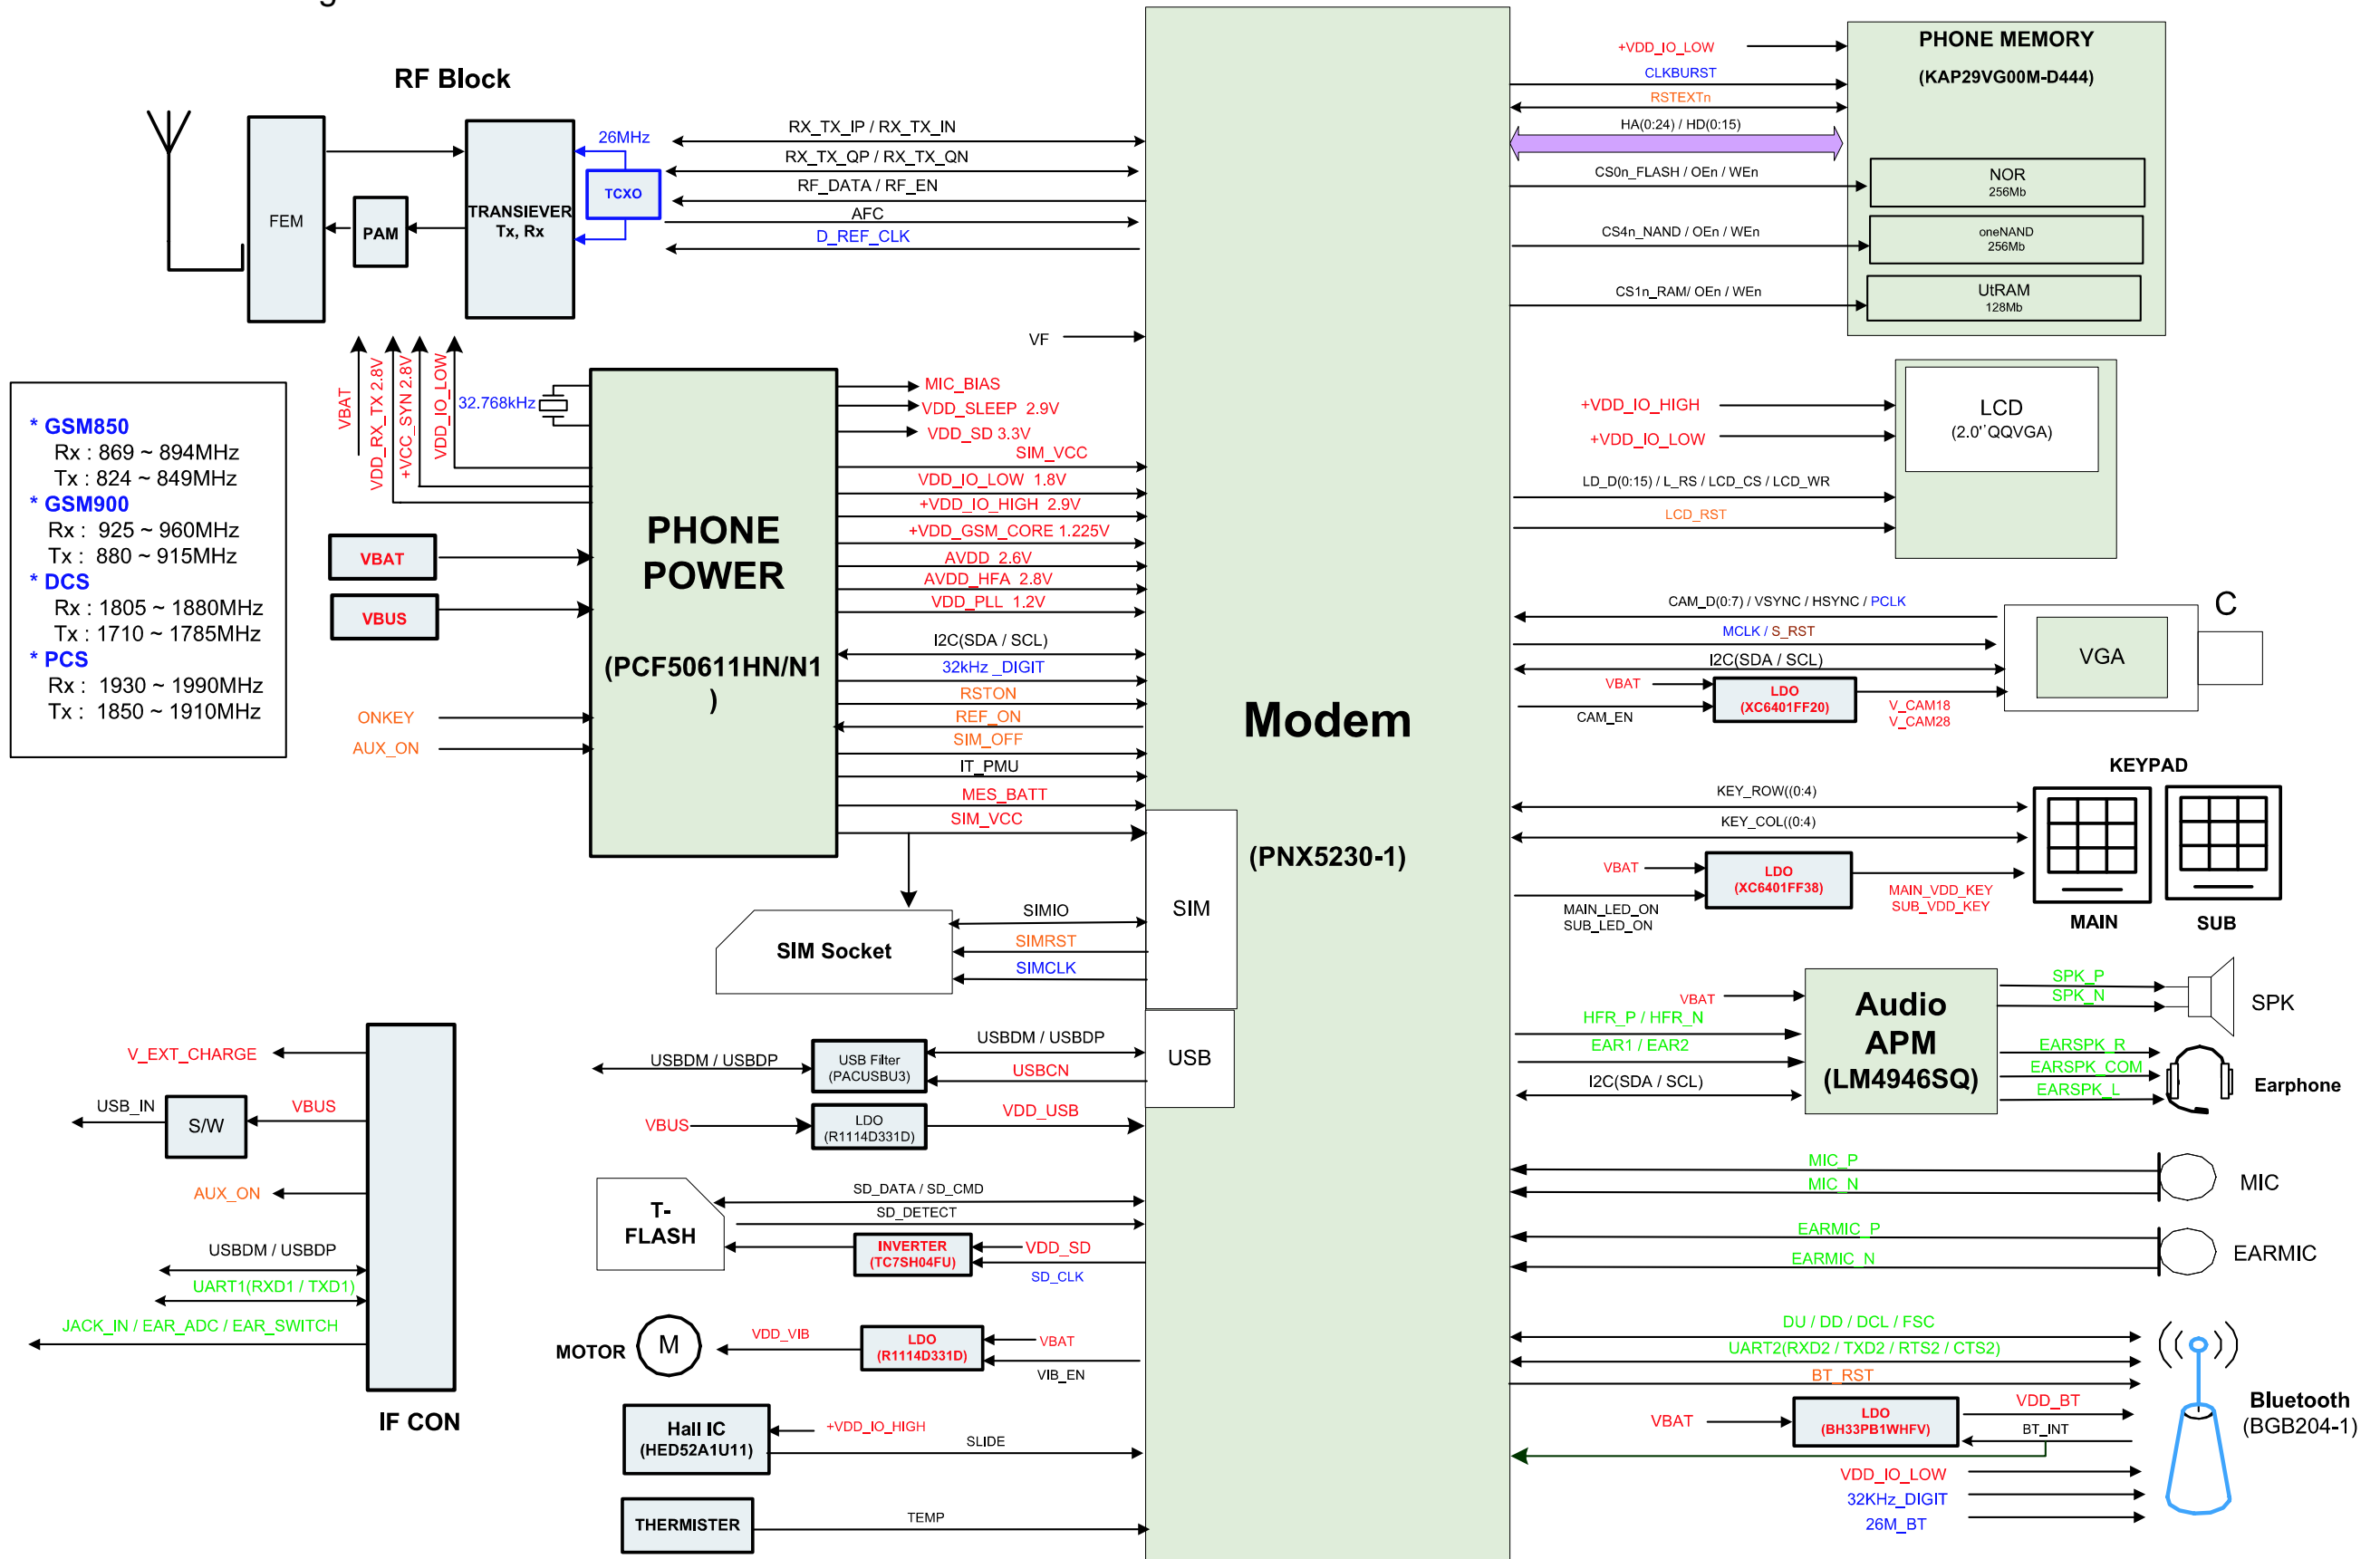 RF Block
FEM
PAM
TRANSIEVER
Tx, Rx
26MHz
TCXO
RX_TX_IP / RX_TX_IN
RX_TX_QP / RX_TX_QN
RF_DATA / RF_EN
AFC
D_REF_CLK
VF
* GSM850
Rx : 869 ~ 894MHz
Tx : 824 ~ 849MHz
* GSM900
Rx :  925 ~ 960MHz
Tx :  880 ~ 915MHz
* DCS
Rx : 1805 ~ 1880MHz
Tx : 1710 ~ 1785MHz
* PCS
Rx :  1930 ~ 1990MHz
Tx :  1850 ~ 1910MHz
VBAT
VDD_RX_TX 2.8V
+VCC_SYN 2.8V
VDD_IO_LOW
32.768kHz
VBAT
VBUS
ONKEY
AUX_ON
PHONE
POWER
(PCF50611HN/N1
)
MIC_BIAS
VDD_SLEEP  2.9V
VDD_SD 3.3V
SIM_VCC
VDD_IO_LOW  1.8V
+VDD_IO_HIGH  2.9V
+VDD_GSM_CORE 1.225V
AVDD  2.6V
AVDD_HFA  2.8V
VDD_PLL  1.2V
I2C(SDA / SCL)
32kHz _DIGIT
RSTON
REF_ON
SIM_OFF
IT_PMU
MES_BATT
SIM_VCC
Modem
(PNX5230-1)
SIM
USB
SIM Socket
SIMIO
SIMRST
SIMCLK
USBDM / USBDP
USB Filter
(PACUSBU3)
USBDM / USBDP
USBCN
VBUS
LDO
(R1114D331D)
VDD_USB
T-
FLASH
SD_DATA / SD_CMD
SD_DETECT
INVERTER
(TC7SH04FU)
VDD_SD
SD_CLK
MOTOR
M
VDD_VIB
LDO
(R1114D331D)
VBAT
VIB_EN
Hall IC
(HED52A1U11)
+VDD_IO_HIGH
SLIDE
THERMISTER
TEMP
V_EXT_CHARGE
USB_IN
S/W
VBUS
AUX_ON
USBDM / USBDP
UART1(RXD1 / TXD1)
JACK_IN / EAR_ADC / EAR_SWITCH
IF CON
+VDD_IO_LOW
CLKBURST
RSTEXTn
HA(0:24) / HD(0:15)
CS0n_FLASH / OEn / WEn
CS4n_NAND / OEn / WEn
CS1n_RAM/ OEn / WEn
PHONE MEMORY
(KAP29VG00M-D444)
NOR
256Mb
oneNAND
256Mb
UtRAM
128Mb
+VDD_IO_HIGH
+VDD_IO_LOW
LD_D(0:15) / L_RS / LCD_CS / LCD_WR
LCD_RST
LCD
(2.0'`QQVGA)
CAM_D(0:7) / VSYNC / HSYNC / PCLK
MCLK / S_RST
I2C(SDA / SCL)
VBAT
CAM_EN
LDO
(XC6401FF20)
V_CAM18
V_CAM28
VGA
C
KEYPAD
KEY_ROW((0:4)
KEY_COL((0:4)
VBAT
MAIN_LED_ON
SUB_LED_ON
LDO
(XC6401FF38)
MAIN_VDD_KEY
SUB_VDD_KEY
MAIN
SUB
VBAT
HFR_P / HFR_N
EAR1 / EAR2
I2C(SDA / SCL)
Audio
APM
(LM4946SQ)
SPK_P
SPK_N
SPK
EARSPK_R
EARSPK_COM
EARSPK_L
Earphone
MIC_P
MIC_N
MIC
EARMIC_P
EARMIC_N
EARMIC
DU / DD / DCL / FSC
UART2(RXD2 / TXD2 / RTS2 / CTS2)
BT_RST
VBAT
LDO
(BH33PB1WHFV)
VDD_BT
BT_INT
VDD_IO_LOW
32KHz_DIGIT
26M_BT
Bluetooth
(BGB204-1)